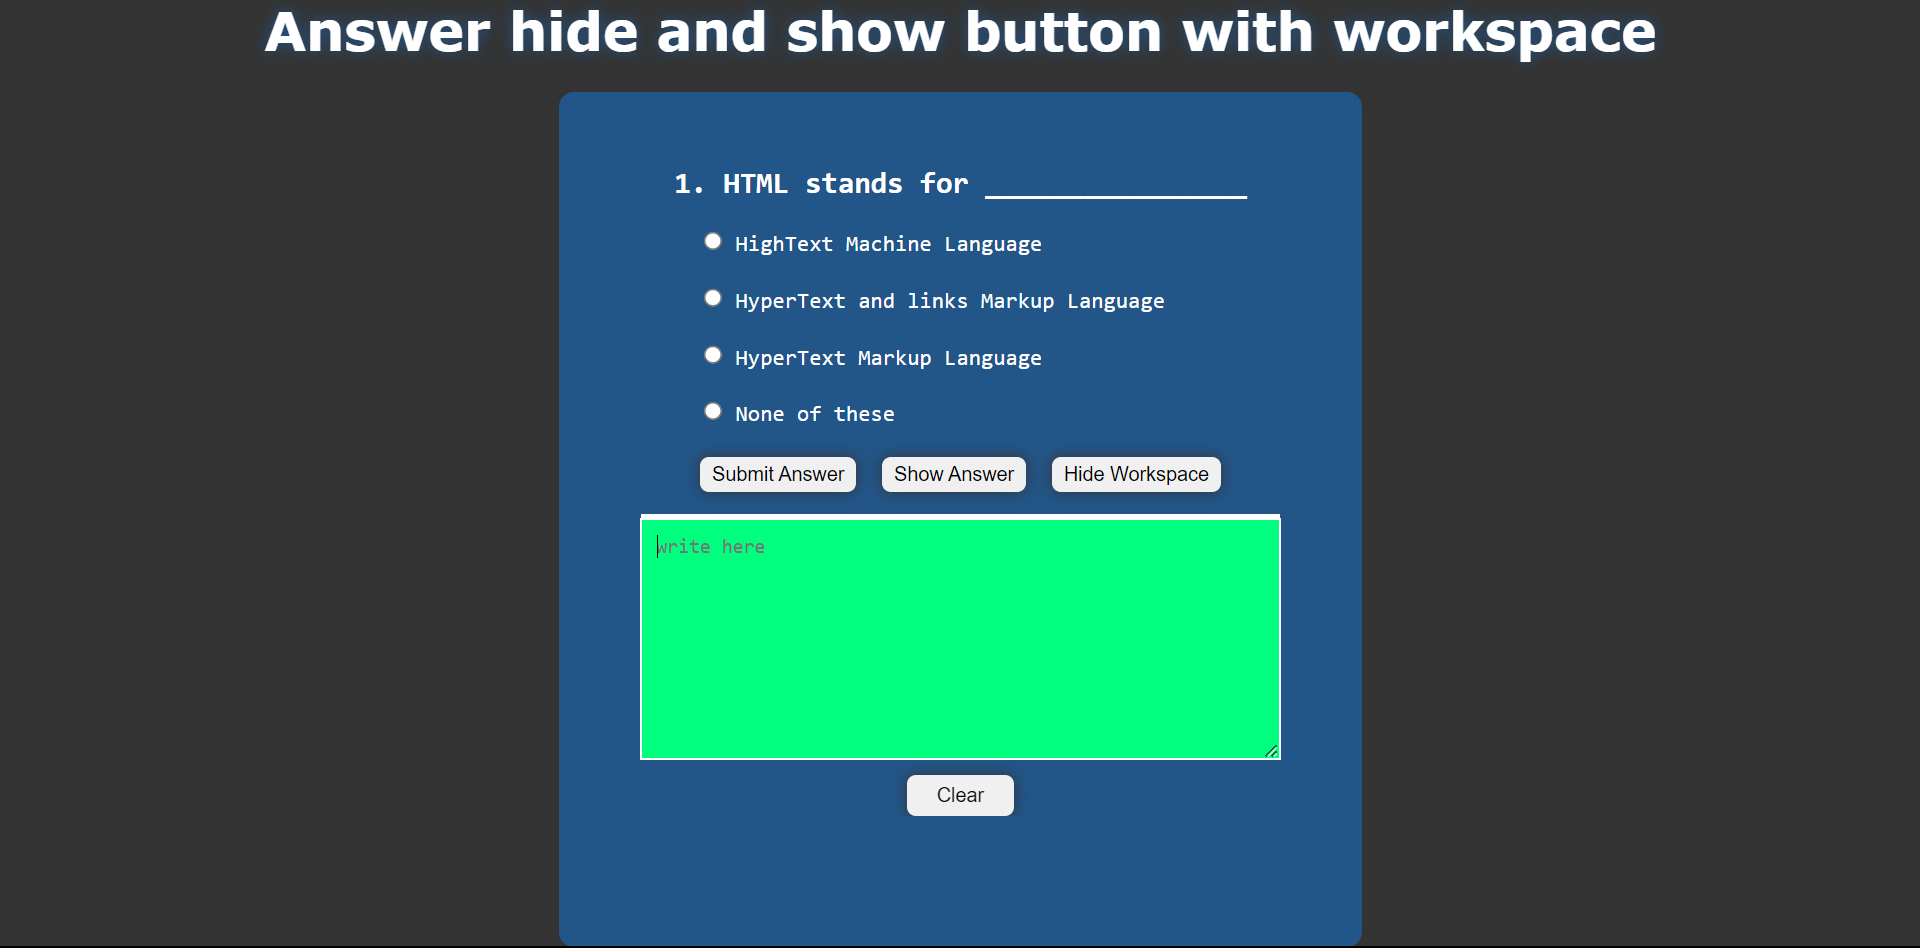 Answer hide and show button with workspace
1. HTML stands for ________________
HighText Machine Language
HyperText and links Markup Language
HyperText Markup Language
None of these
Submit Answer Show Answer Hide Workspace
write here
Clear